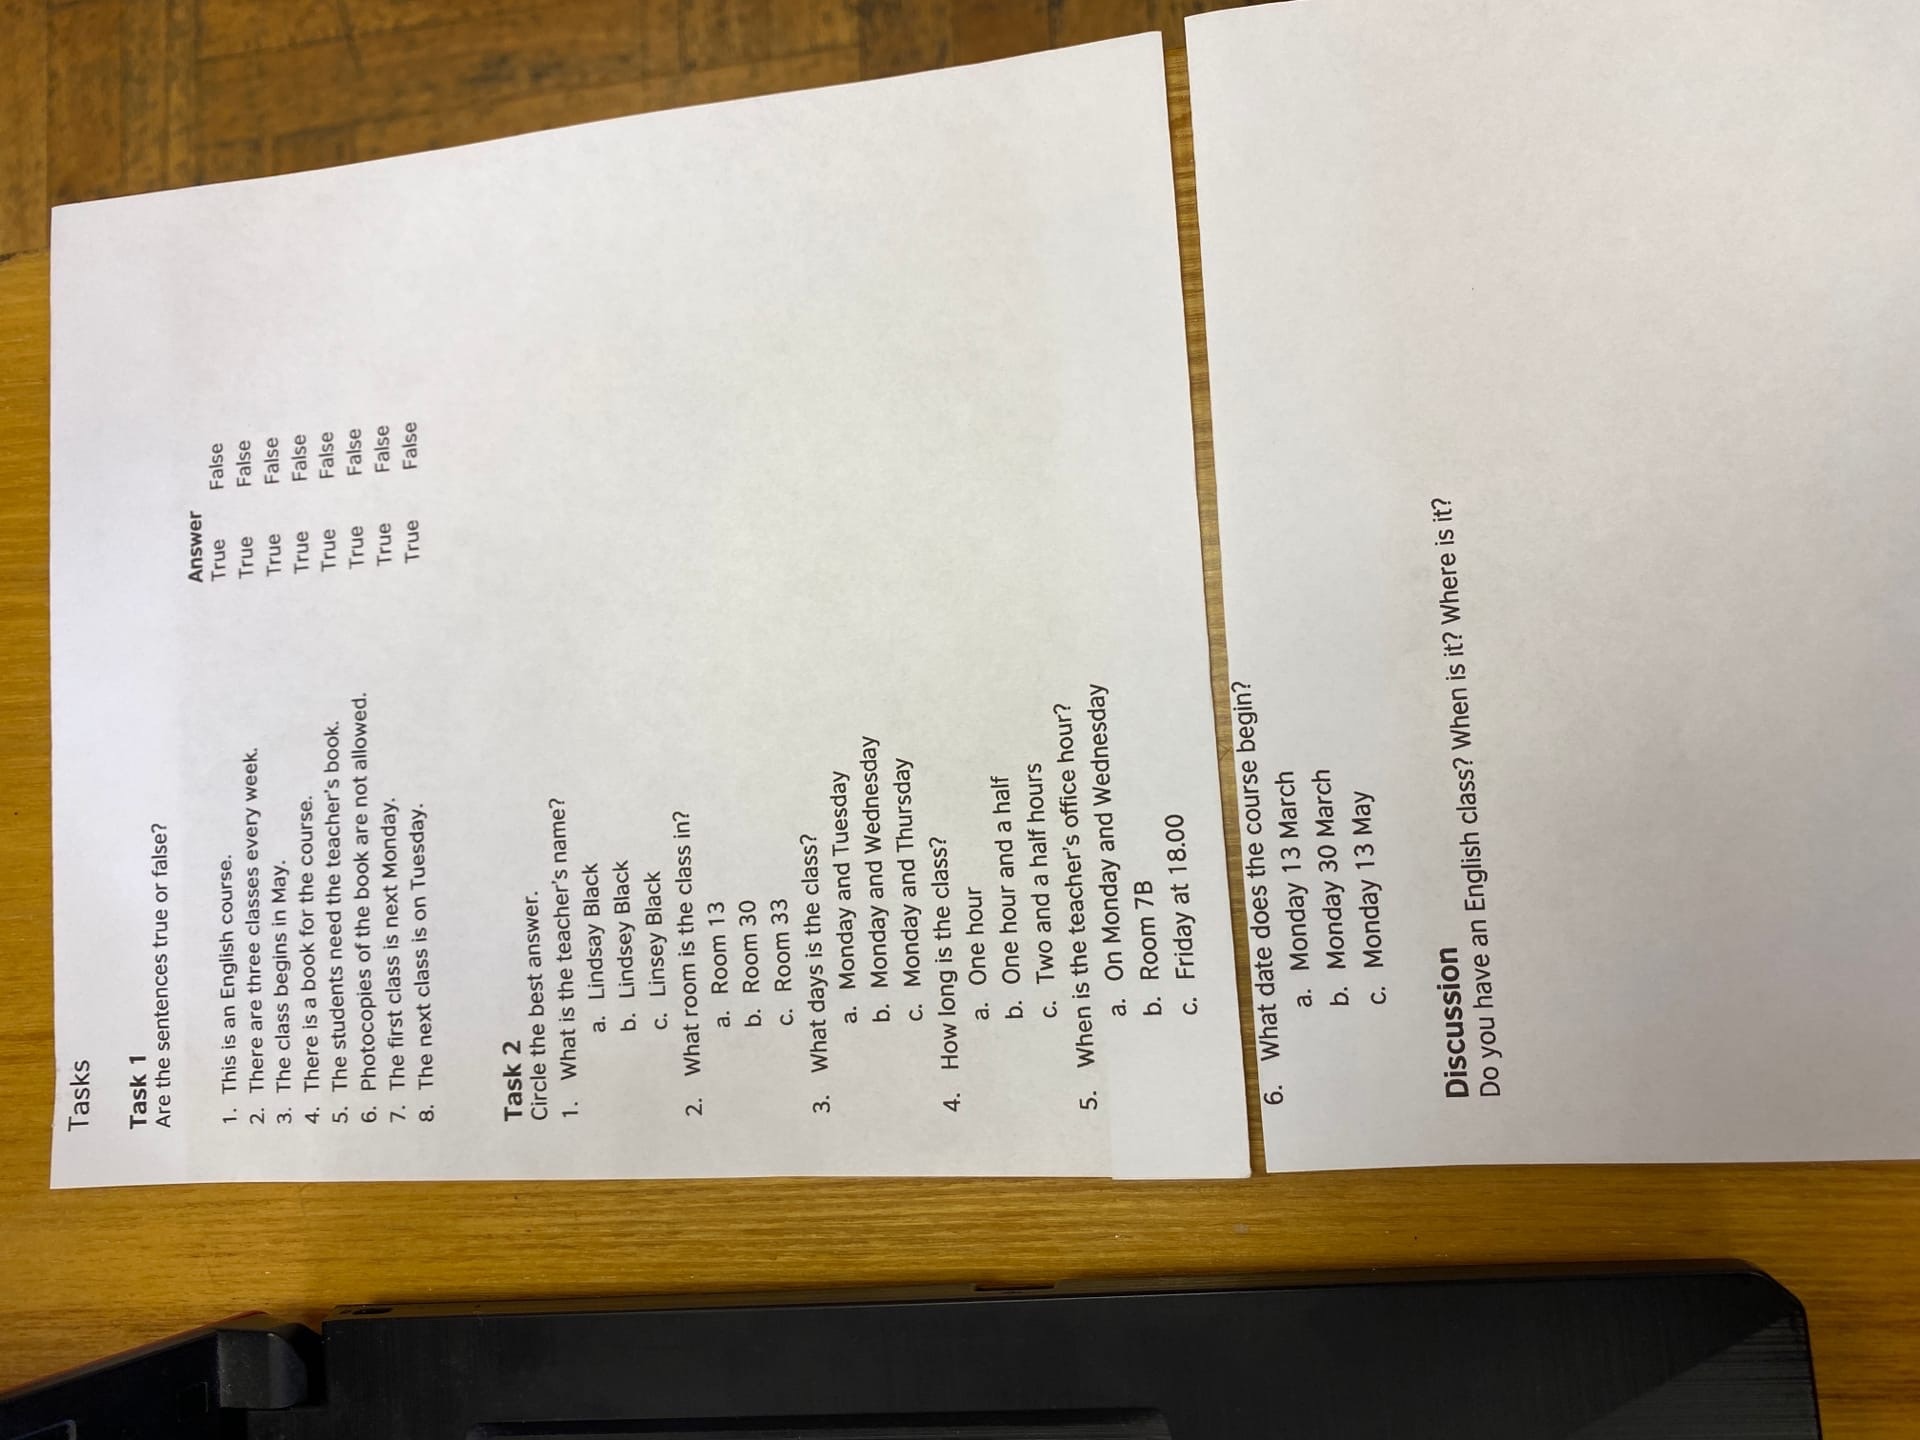 Tasks
Task 1
Are the sentences true or false?
Answer
1. This is an English course. True False
2. There are three classes every week. True False
3. The class begins in May. True False
4. There is a book for the course. True False
5. The students need the teacher's book. True False
6. Photocopies of the book are not allowed. True False
7. The first class is next Monday. True False
8. The next class is on Tuesday. True False
Task 2
Circle the best answer.
1. What is the teacher's name?
a. Lindsay Black
b. Lindsey Black
c. Linsey Black
2. What room is the class in?
a. Room 13
b. Room 30
c. Room 33
3. What days is the class?
a. Monday and Tuesday
b. Monday and Wednesday
c. Monday and Thursday
4. How long is the class?
a. One hour
b. One hour and a half
c. Two and a half hours
5. When is the teacher's office hour?
a. On Monday and Wednesday
b. Room 7B
c. Friday at 18.00
6. What date does the course begin?
a. Monday 13 March
b. Monday 30 March
c. Monday 13 May
Discussion
Do you have an English class? When is it? Where is it?